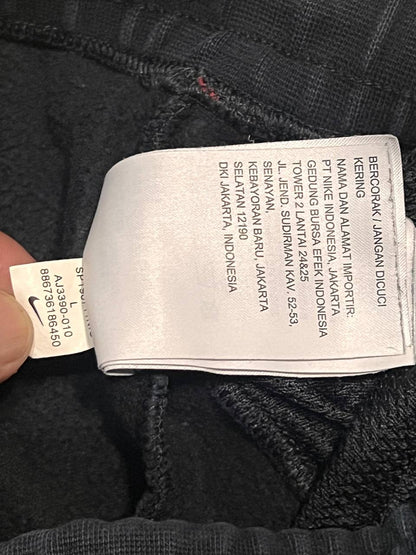 BERCORAK / JANGAN DICUCI
KERING
NAMA DAN ALAMAT IMPORTIR:
PT NIKE INDONESIA, JAKARTA
GEDUNG BURSA EFEK INDONESIA
TOWER 2 LANTAI 24&25
JL. JEND. SUDIRMAN KAV. 52-53,
SENAYAN,
KEBAYORAN BARU, JAKARTA
SELATAN 12190
DKI JAKARTA, INDONESIA
L
AJ3390-010
886736186450